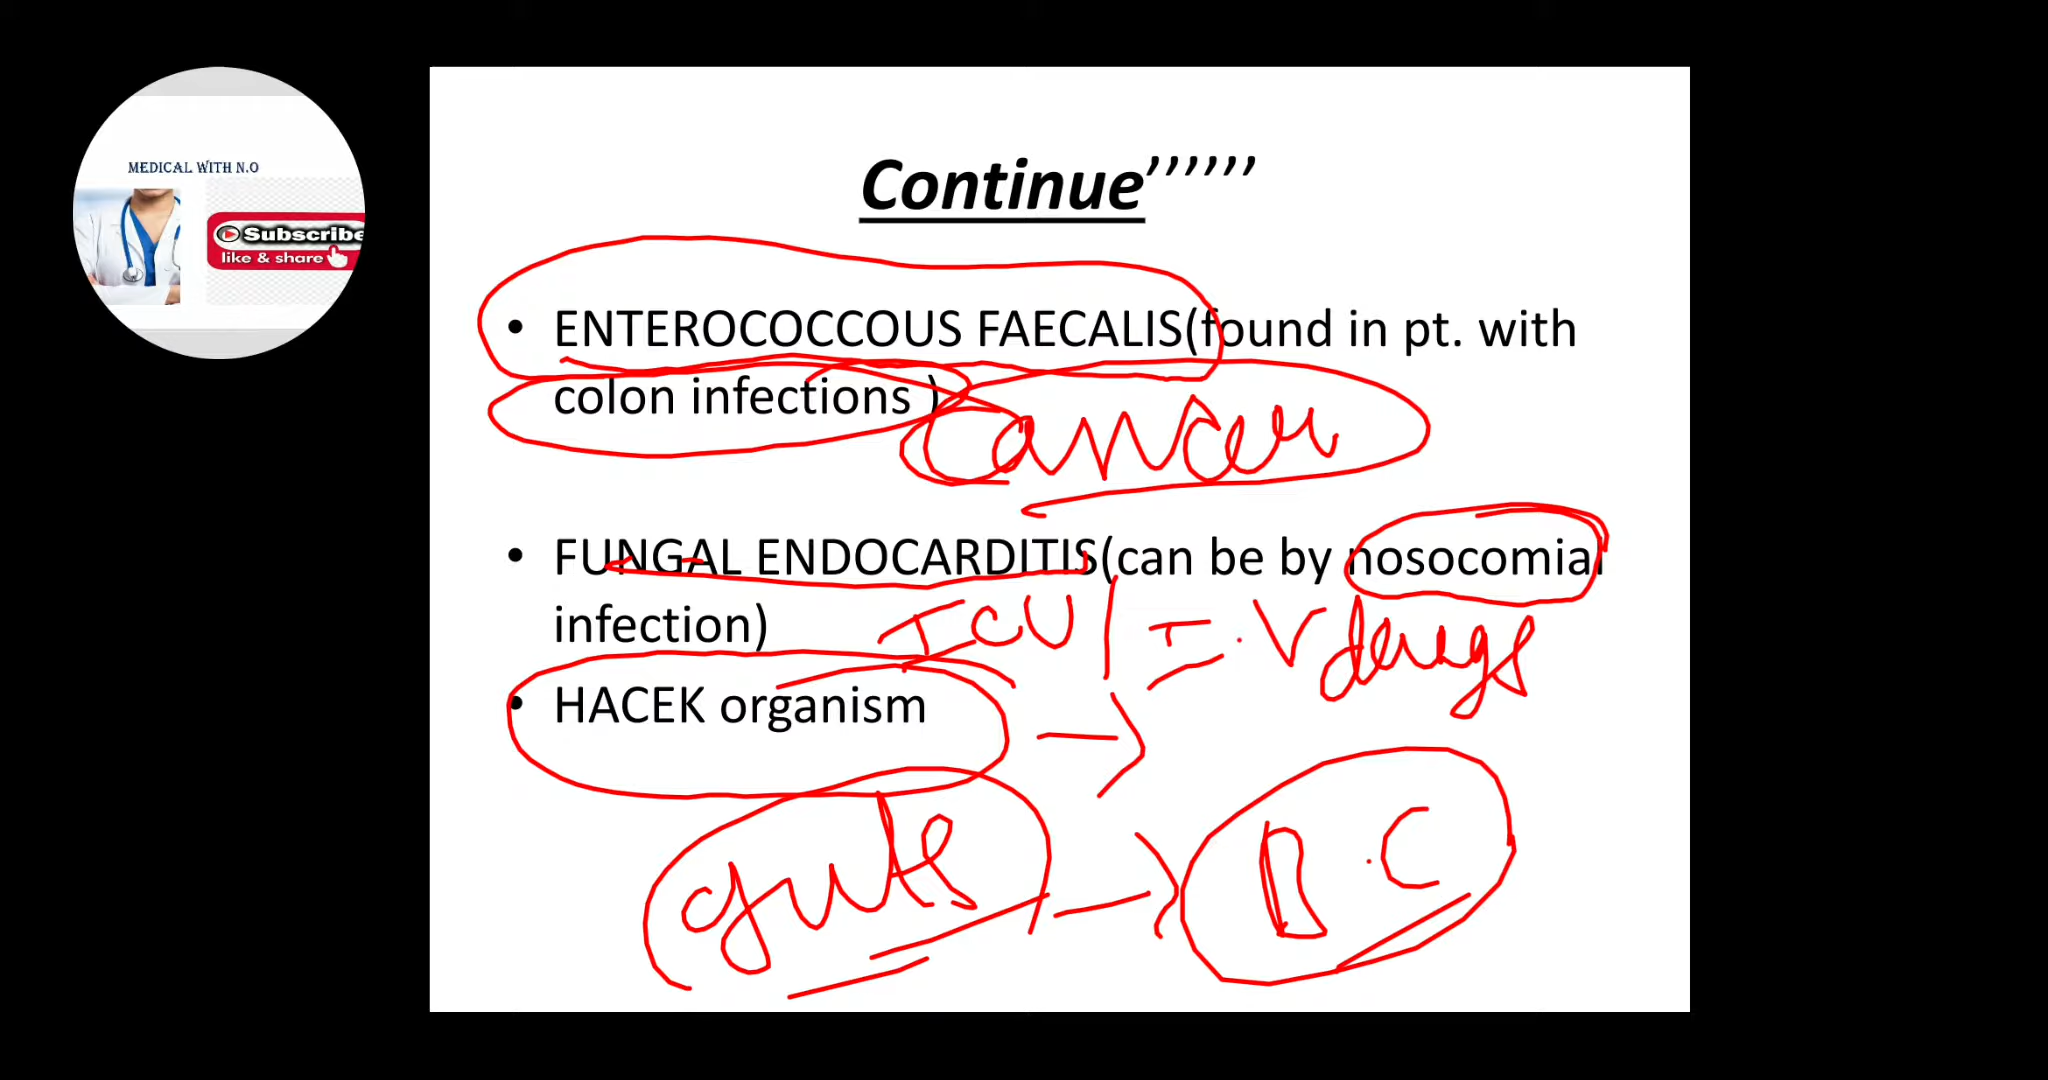 MEDICAL WITH N.O
Subscribe
like & share
Continue’’’’’’
• ENTEROCOCCOUS FAECALIS(found in pt. with
colon infections )
Cancer
• FUNGAL ENDOCARDITIS(can be by nosocomial
infection)
ICU / I.V drugs
• HACEK organism
B.C